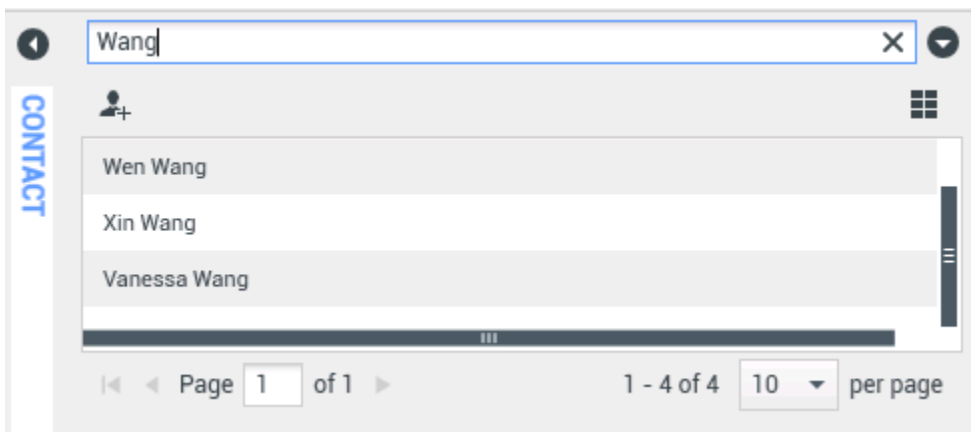 Wang
CONTACT
Wen Wang
Xin Wang
Vanessa Wang
Page 1 of 1 1 - 4 of 4 10 per page